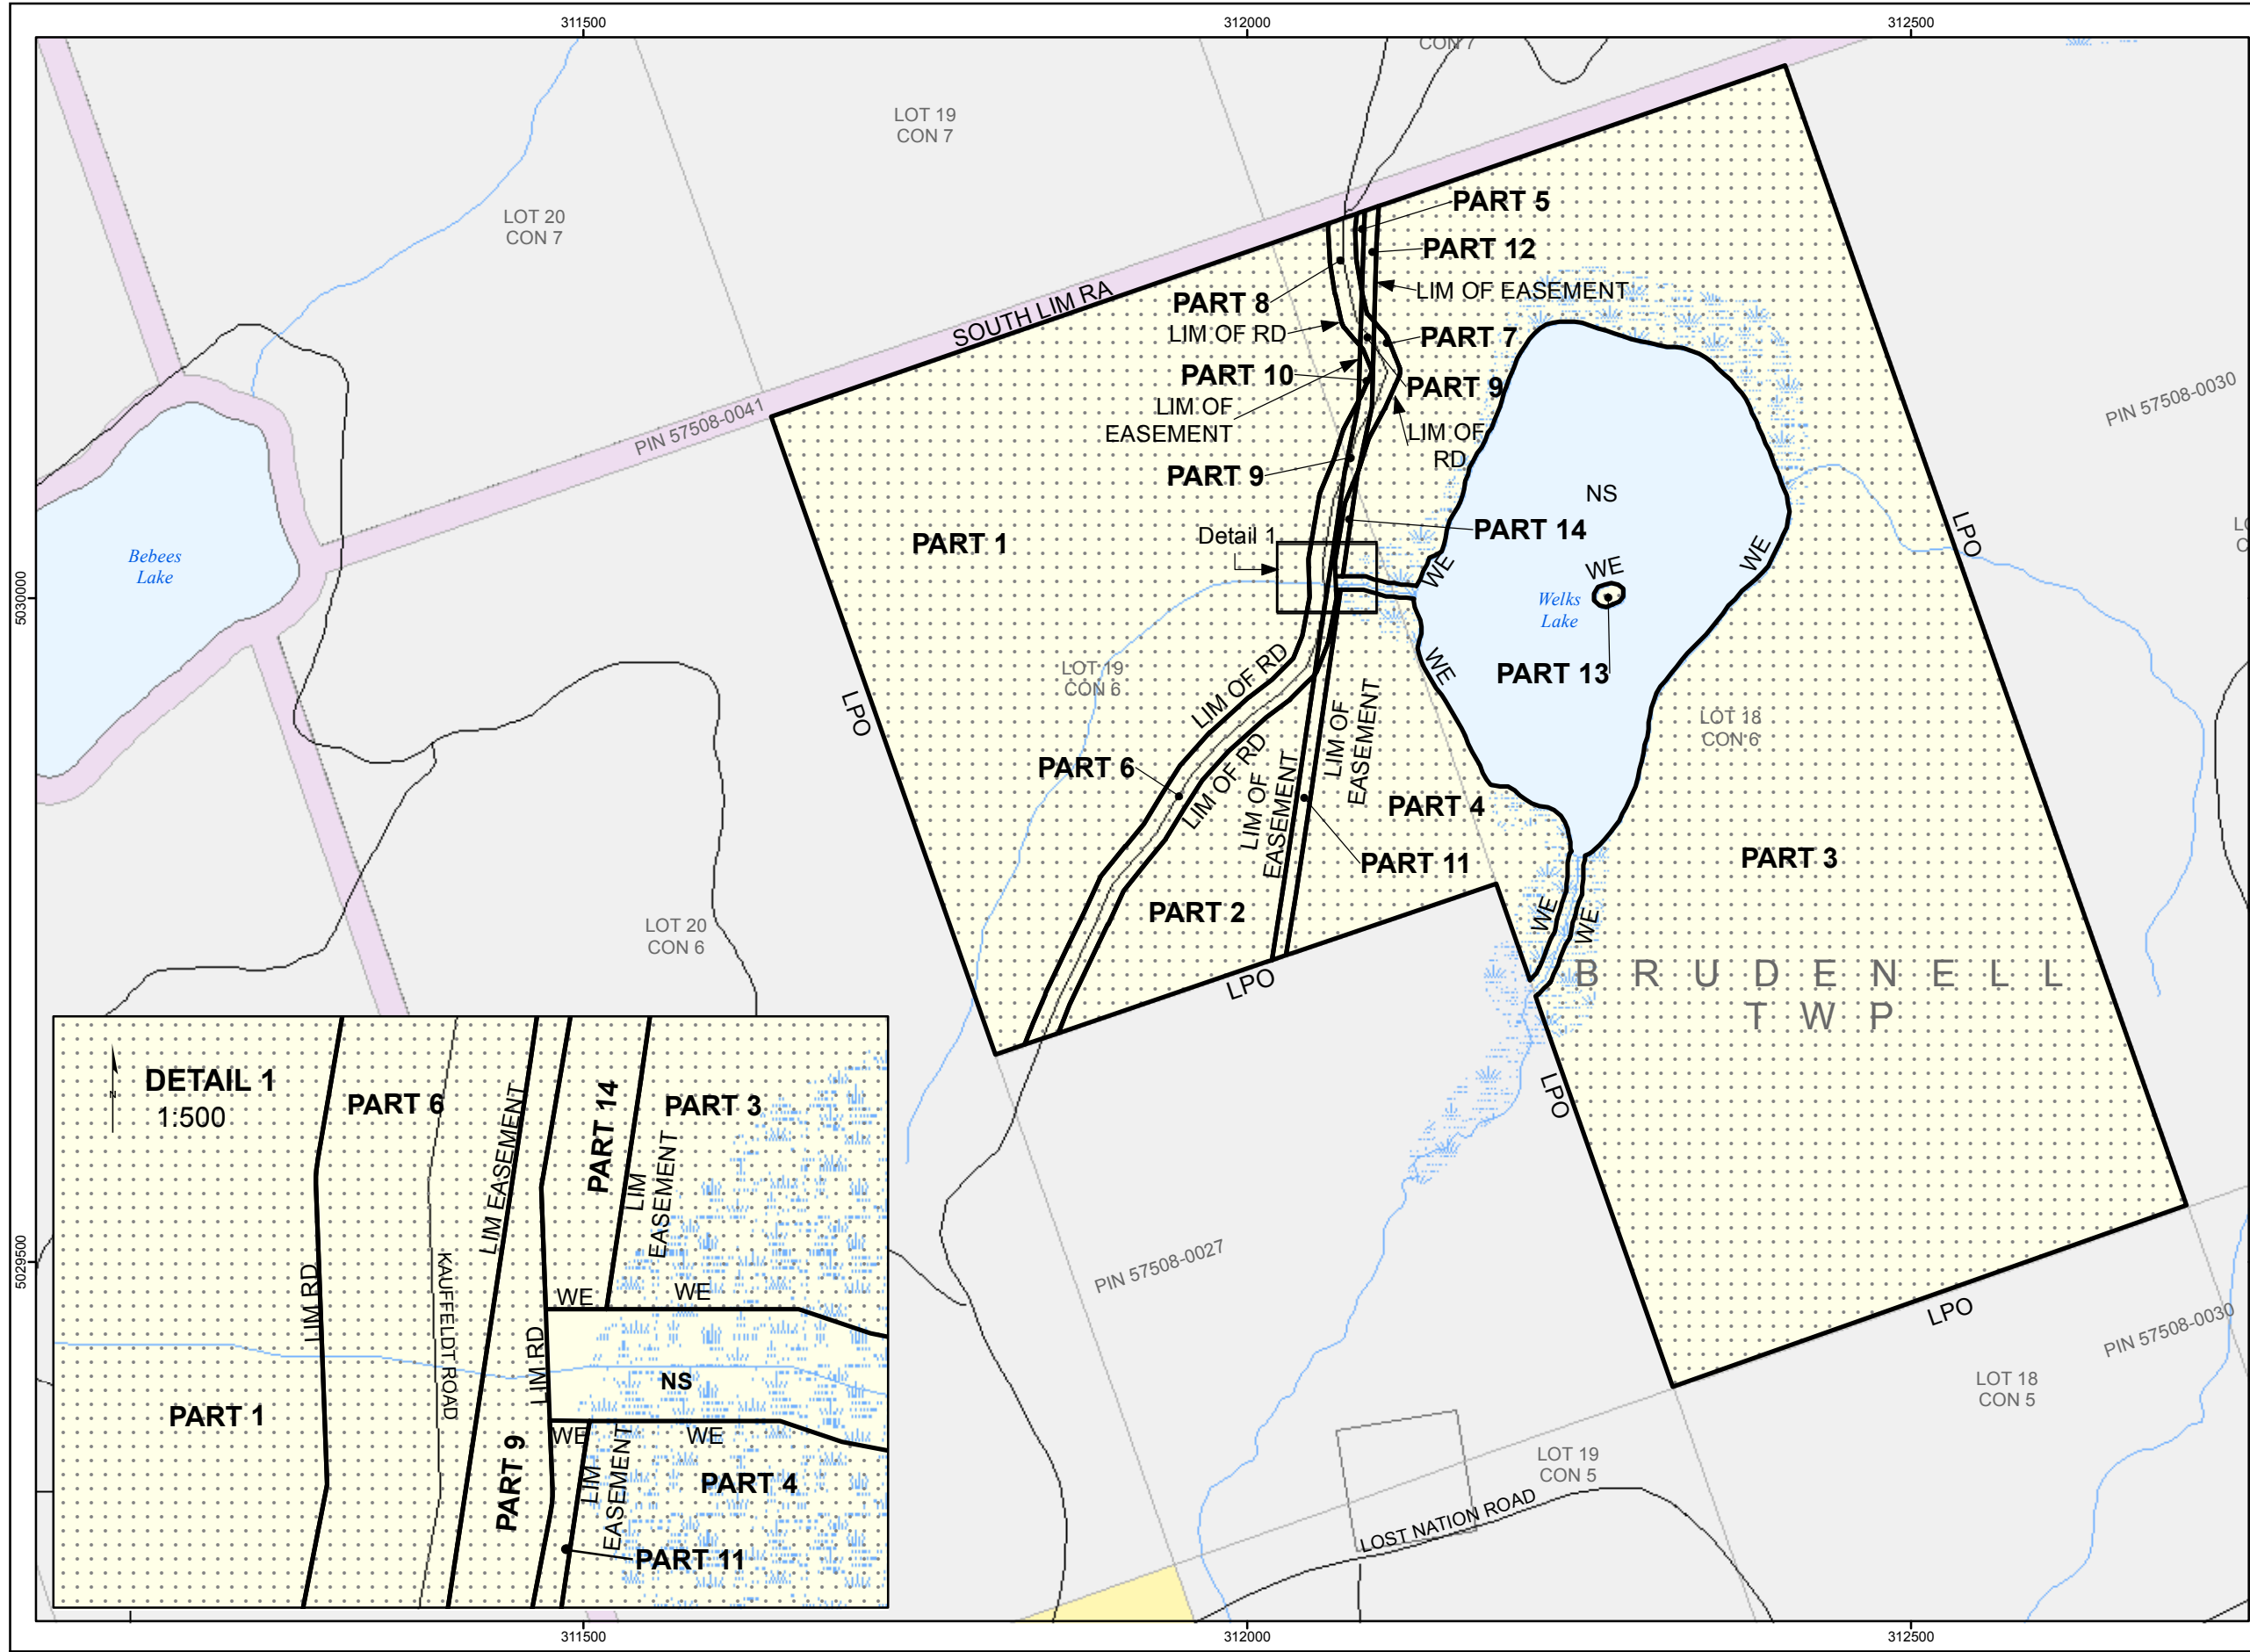 311500
312000
312500
CON 7
LOT 19
CON 7
LOT 20
CON 7
PART 5
PART 12
LIM OF EASEMENT
PART 8
LIM OF RD
PART 7
SOUTH LIM RA
PART 10
PART 9
LIM OF
EASEMENT
LIM OF
RD
PIN 57508-0041
PIN 57508-0030
PART 9
NS
PART 14
PART 1
Detail 1
LPO
WE
WE
WE
Bebees
Lake
5030000
Welks
Lake
PART 13
WE
LOT 19
CON 6
LIM OF RD
LPO
LIM OF
EASEMENT
LOT 18
CON 6
PART 6
LIM OF RD
LIM OF
EASEMENT
PART 4
PART 11
PART 3
PART 2
LOT 20
CON 6
WE
WE
LPO
BRUDENELL
TWP
LPO
DETAIL 1
1:500
N
PART 6
LIM EASEMENT
PART 14
PART 3
LIM
EASEMENT
LIM RD
KAUFFELDT ROAD
WE
WE
LIM RD
NS
PART 1
WE
WE
PART 9
LIM
EASEMENT
PART 4
PART 11
5029500
PIN 57508-0027
LPO
PIN 57508-0030
LOT 18
CON 5
LOT 19
CON 5
LOST NATION ROAD
311500
312000
312500